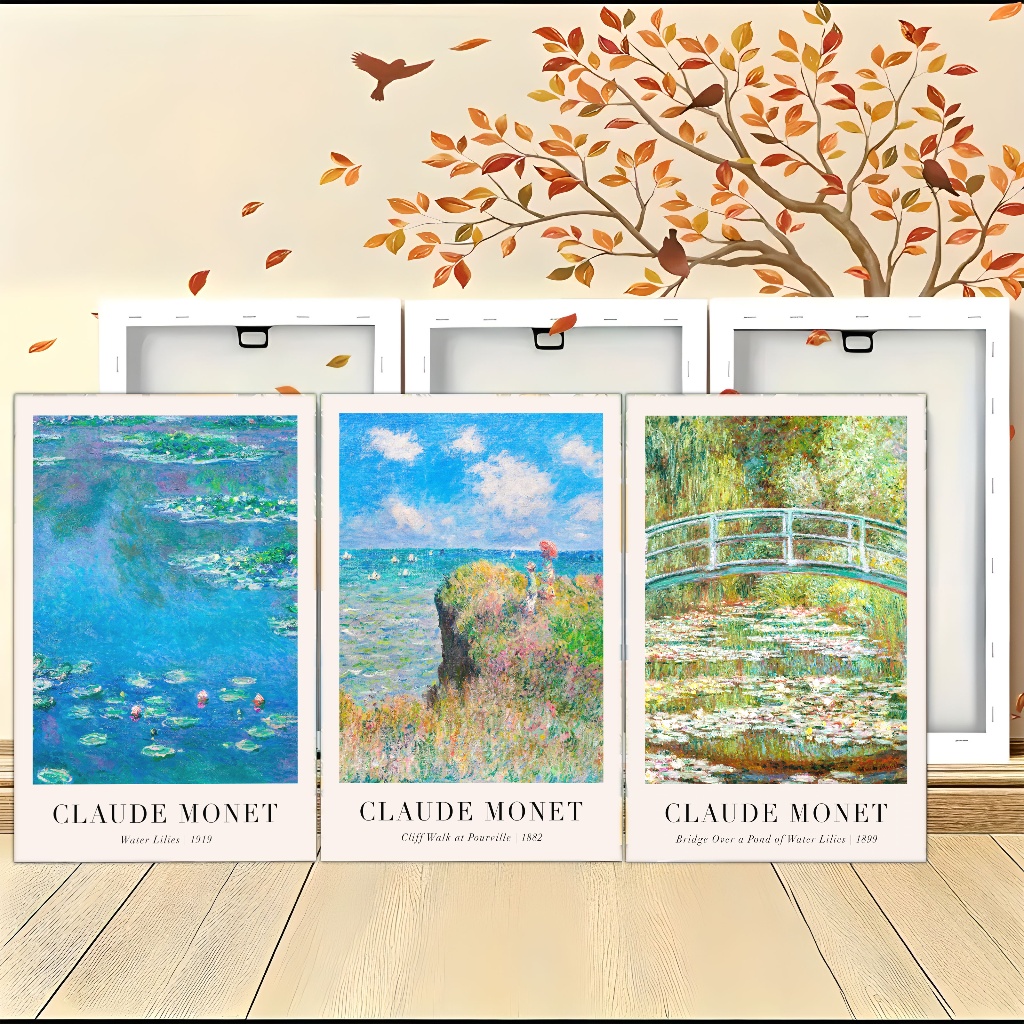 CLAUDE MONET
Water Lilies | 1919
CLAUDE MONET
Cliff Walk at Pourville | 1882
CLAUDE MONET
Bridge Over a Pond of Water Lilies | 1899